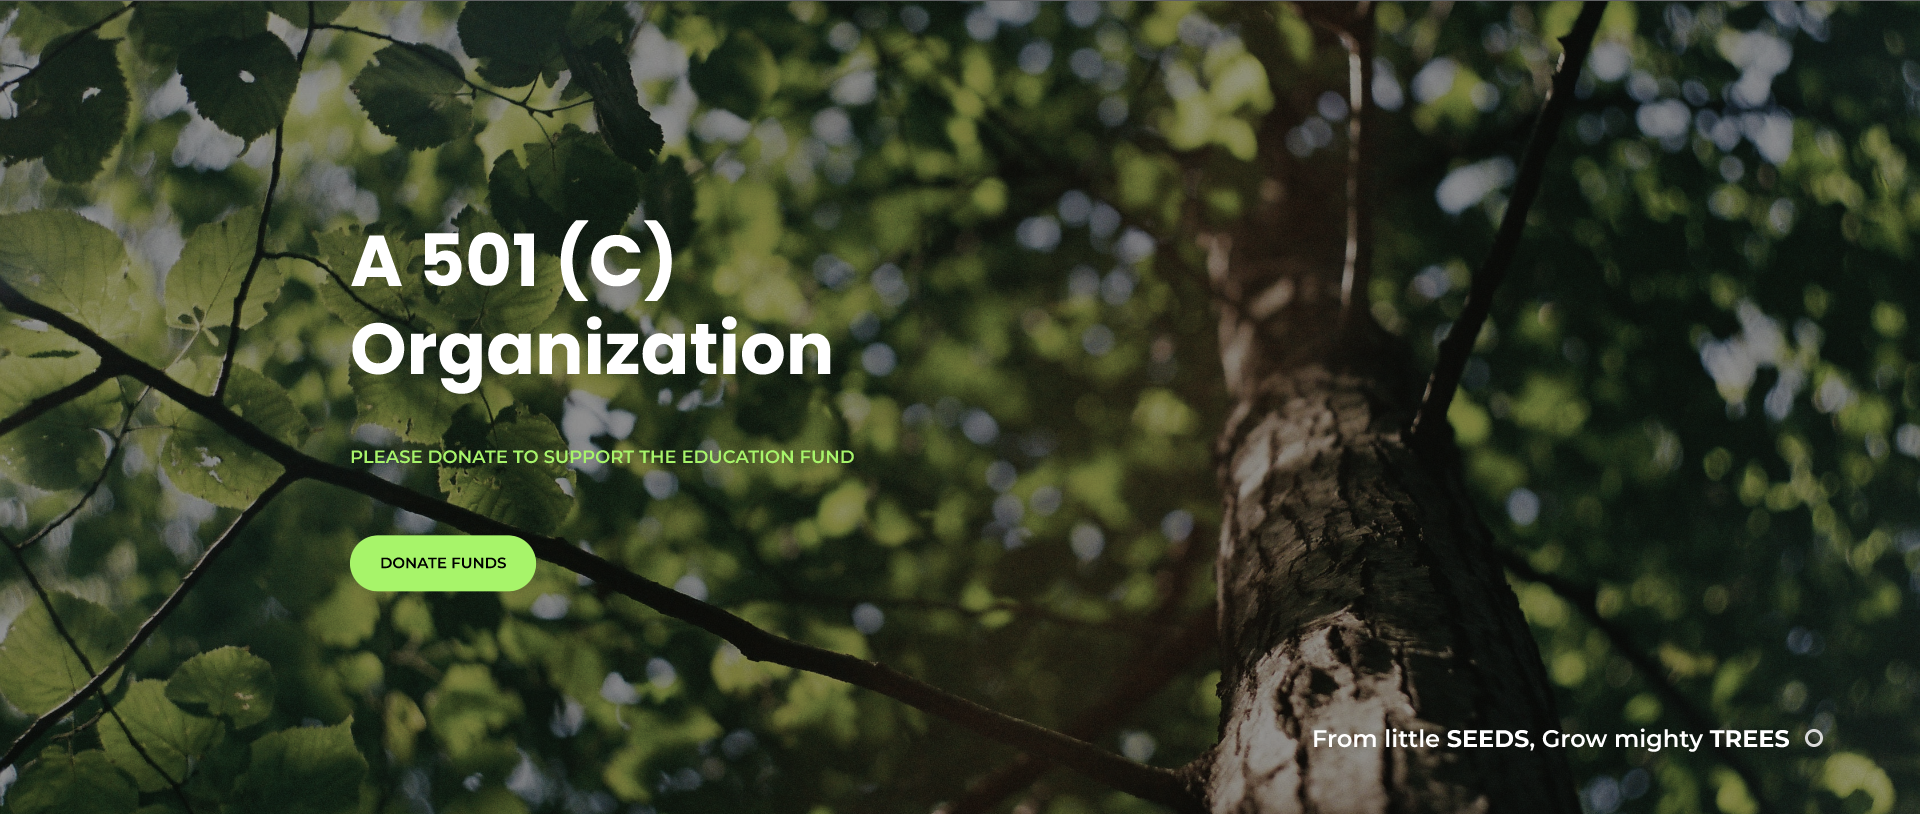 A 501 (C)
Organization
PLEASE DONATE TO SUPPORT THE EDUCATION FUND
DONATE FUNDS
From little SEEDS, Grow mighty TREES